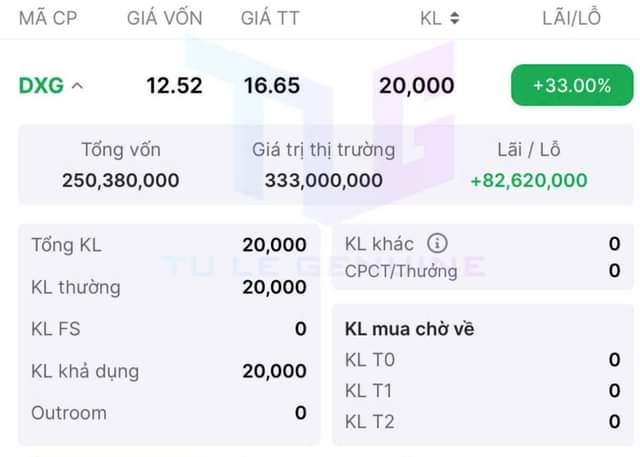 MÃ CP GIÁ VỐN GIÁ TT KL LÃI/LỖ
DXG 12.52 16.65 20,000 +33.00%
Tổng vốn Giá trị thị trường Lãi / Lỗ
250,380,000 333,000,000 +82,620,000
Tổng KL 20,000
KL thường 20,000
KL FS 0
KL khả dụng 20,000
Outroom 0
KL khác 0
CPCT/Thưởng 0
KL mua chờ về
KL T0 0
KL T1 0
KL T2 0
TU LE GENUINE